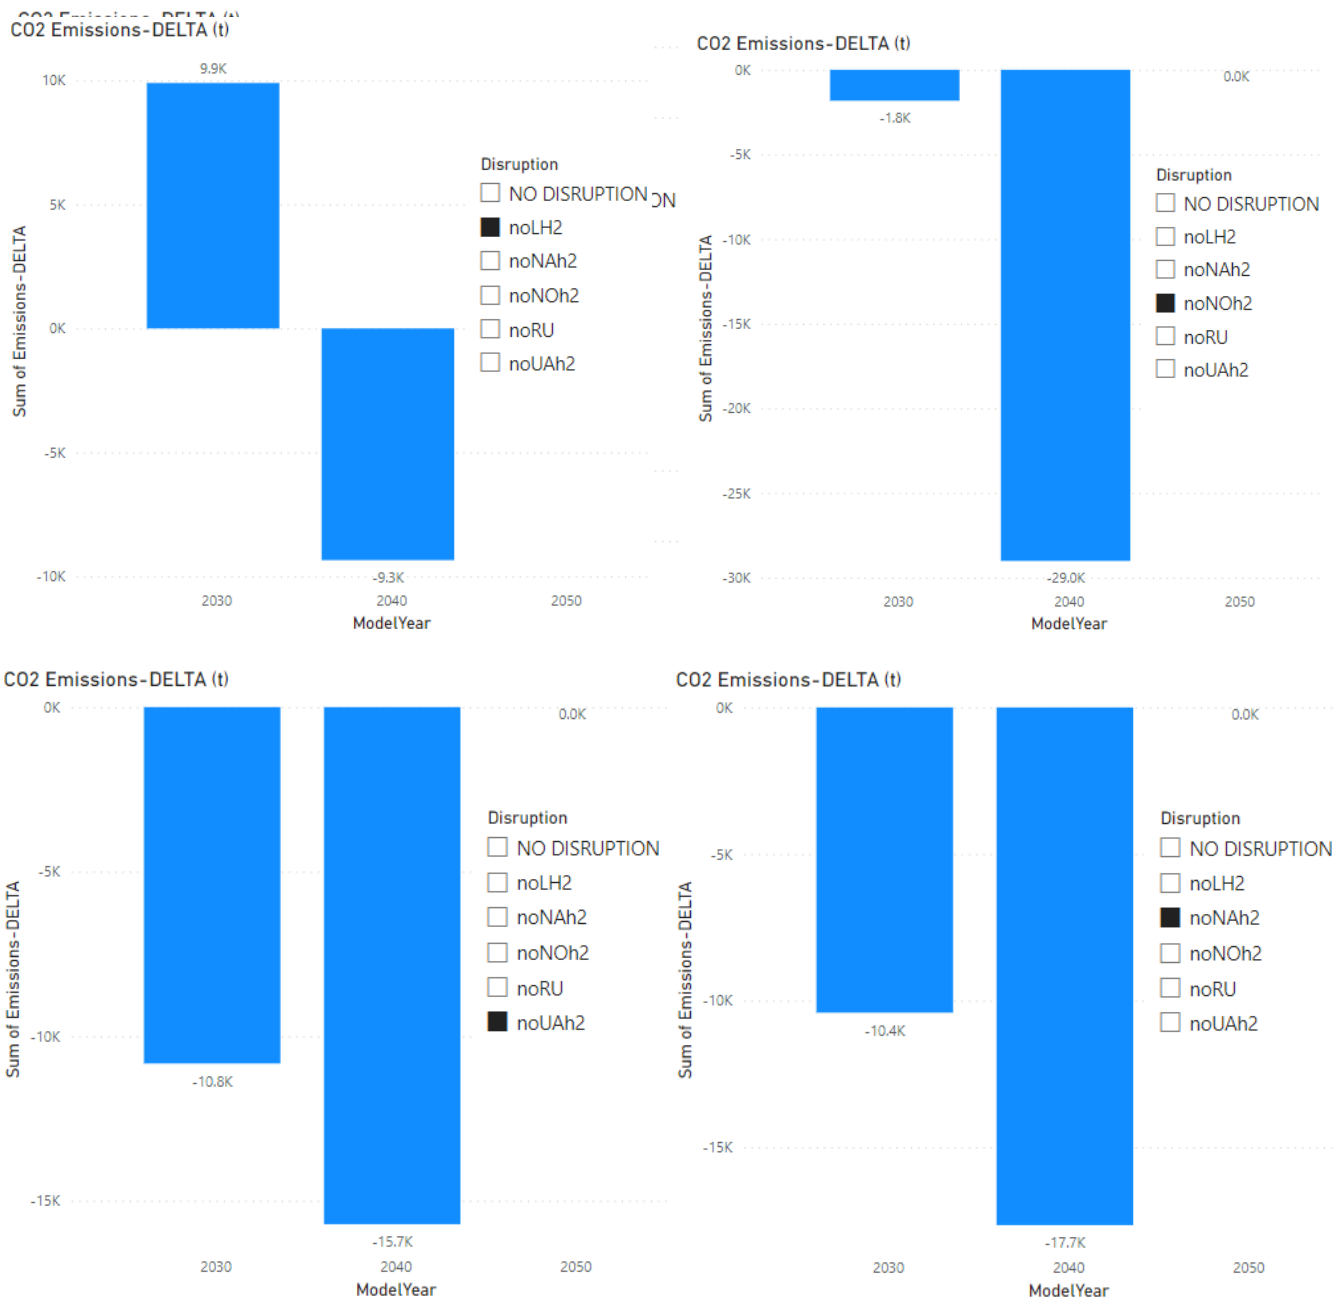 CO2 Emissions-DELTA (t)
CO2 Emissions-DELTA (t)
9.9K
10K
5K
0K
-5K
-10K
-9.3K
Sum of Emissions-DELTA
2030
2040
2050
ModelYear
Disruption
NO DISRUPTION
ON
noLH2
noNAh2
noNOh2
noRU
noUAh2
CO2 Emissions-DELTA (t)
0K
-5K
-10K
-15K
-20K
-25K
-30K
-1.8K
-29.0K
0.0K
Sum of Emissions-DELTA
2030
2040
2050
ModelYear
Disruption
NO DISRUPTION
noLH2
noNAh2
noNOh2
noRU
noUAh2
CO2 Emissions-DELTA (t)
0K
-5K
-10K
-15K
-10.8K
-15.7K
0.0K
Sum of Emissions-DELTA
2030
2040
2050
ModelYear
Disruption
NO DISRUPTION
noLH2
noNAh2
noNOh2
noRU
noUAh2
CO2 Emissions-DELTA (t)
0K
-5K
-10K
-15K
-10.4K
-17.7K
0.0K
Sum of Emissions-DELTA
2030
2040
2050
ModelYear
Disruption
NO DISRUPTION
noLH2
noNAh2
noNOh2
noRU
noUAh2